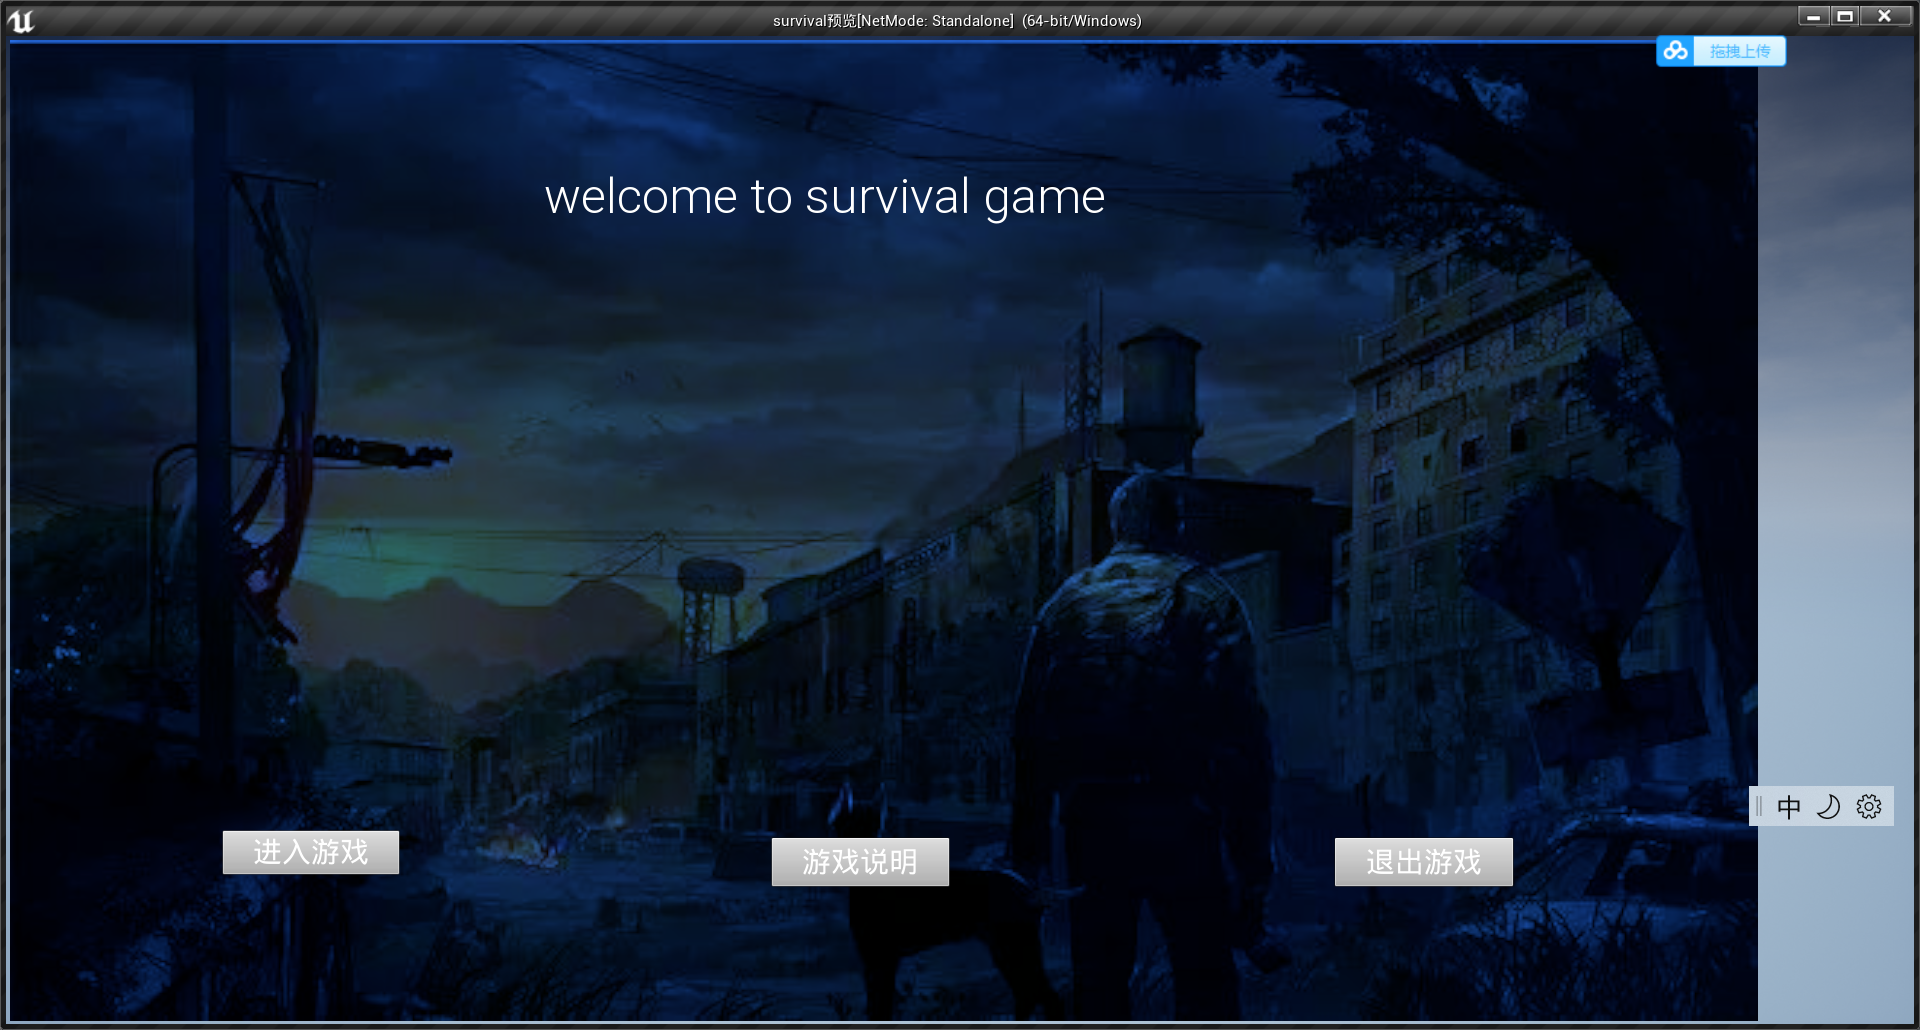 survival预览[NetMode: Standalone]  (64-bit/Windows)
拖拽上传
welcome to survival game
中
进入游戏
游戏说明
退出游戏